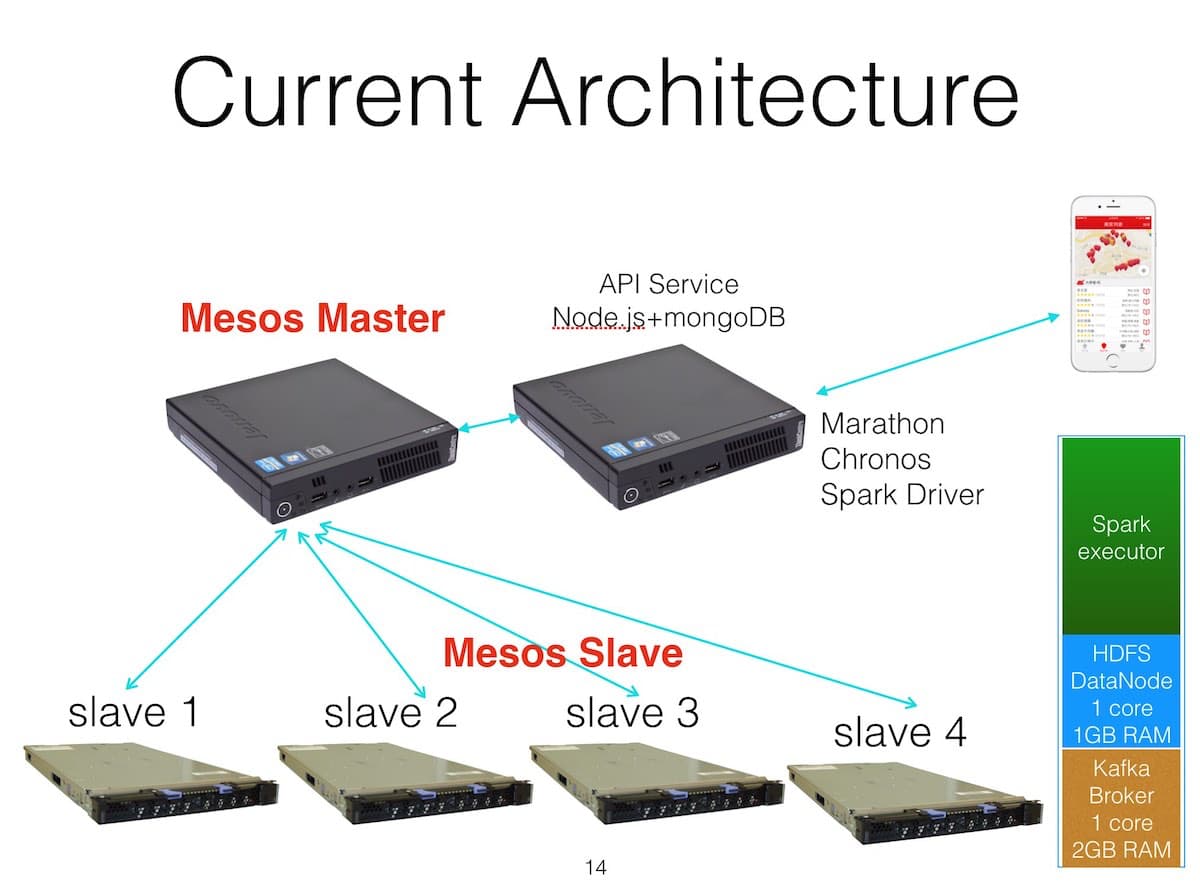 Current Architecture
Mesos Master
API Service
Node.js+mongoDB
Marathon
Chronos
Spark Driver
Spark
executor
Mesos Slave
slave 1
slave 2
slave 3
slave 4
HDFS
DataNode
1 core
1GB RAM
Kafka
Broker
1 core
2GB RAM
lenovo
lenovo
14